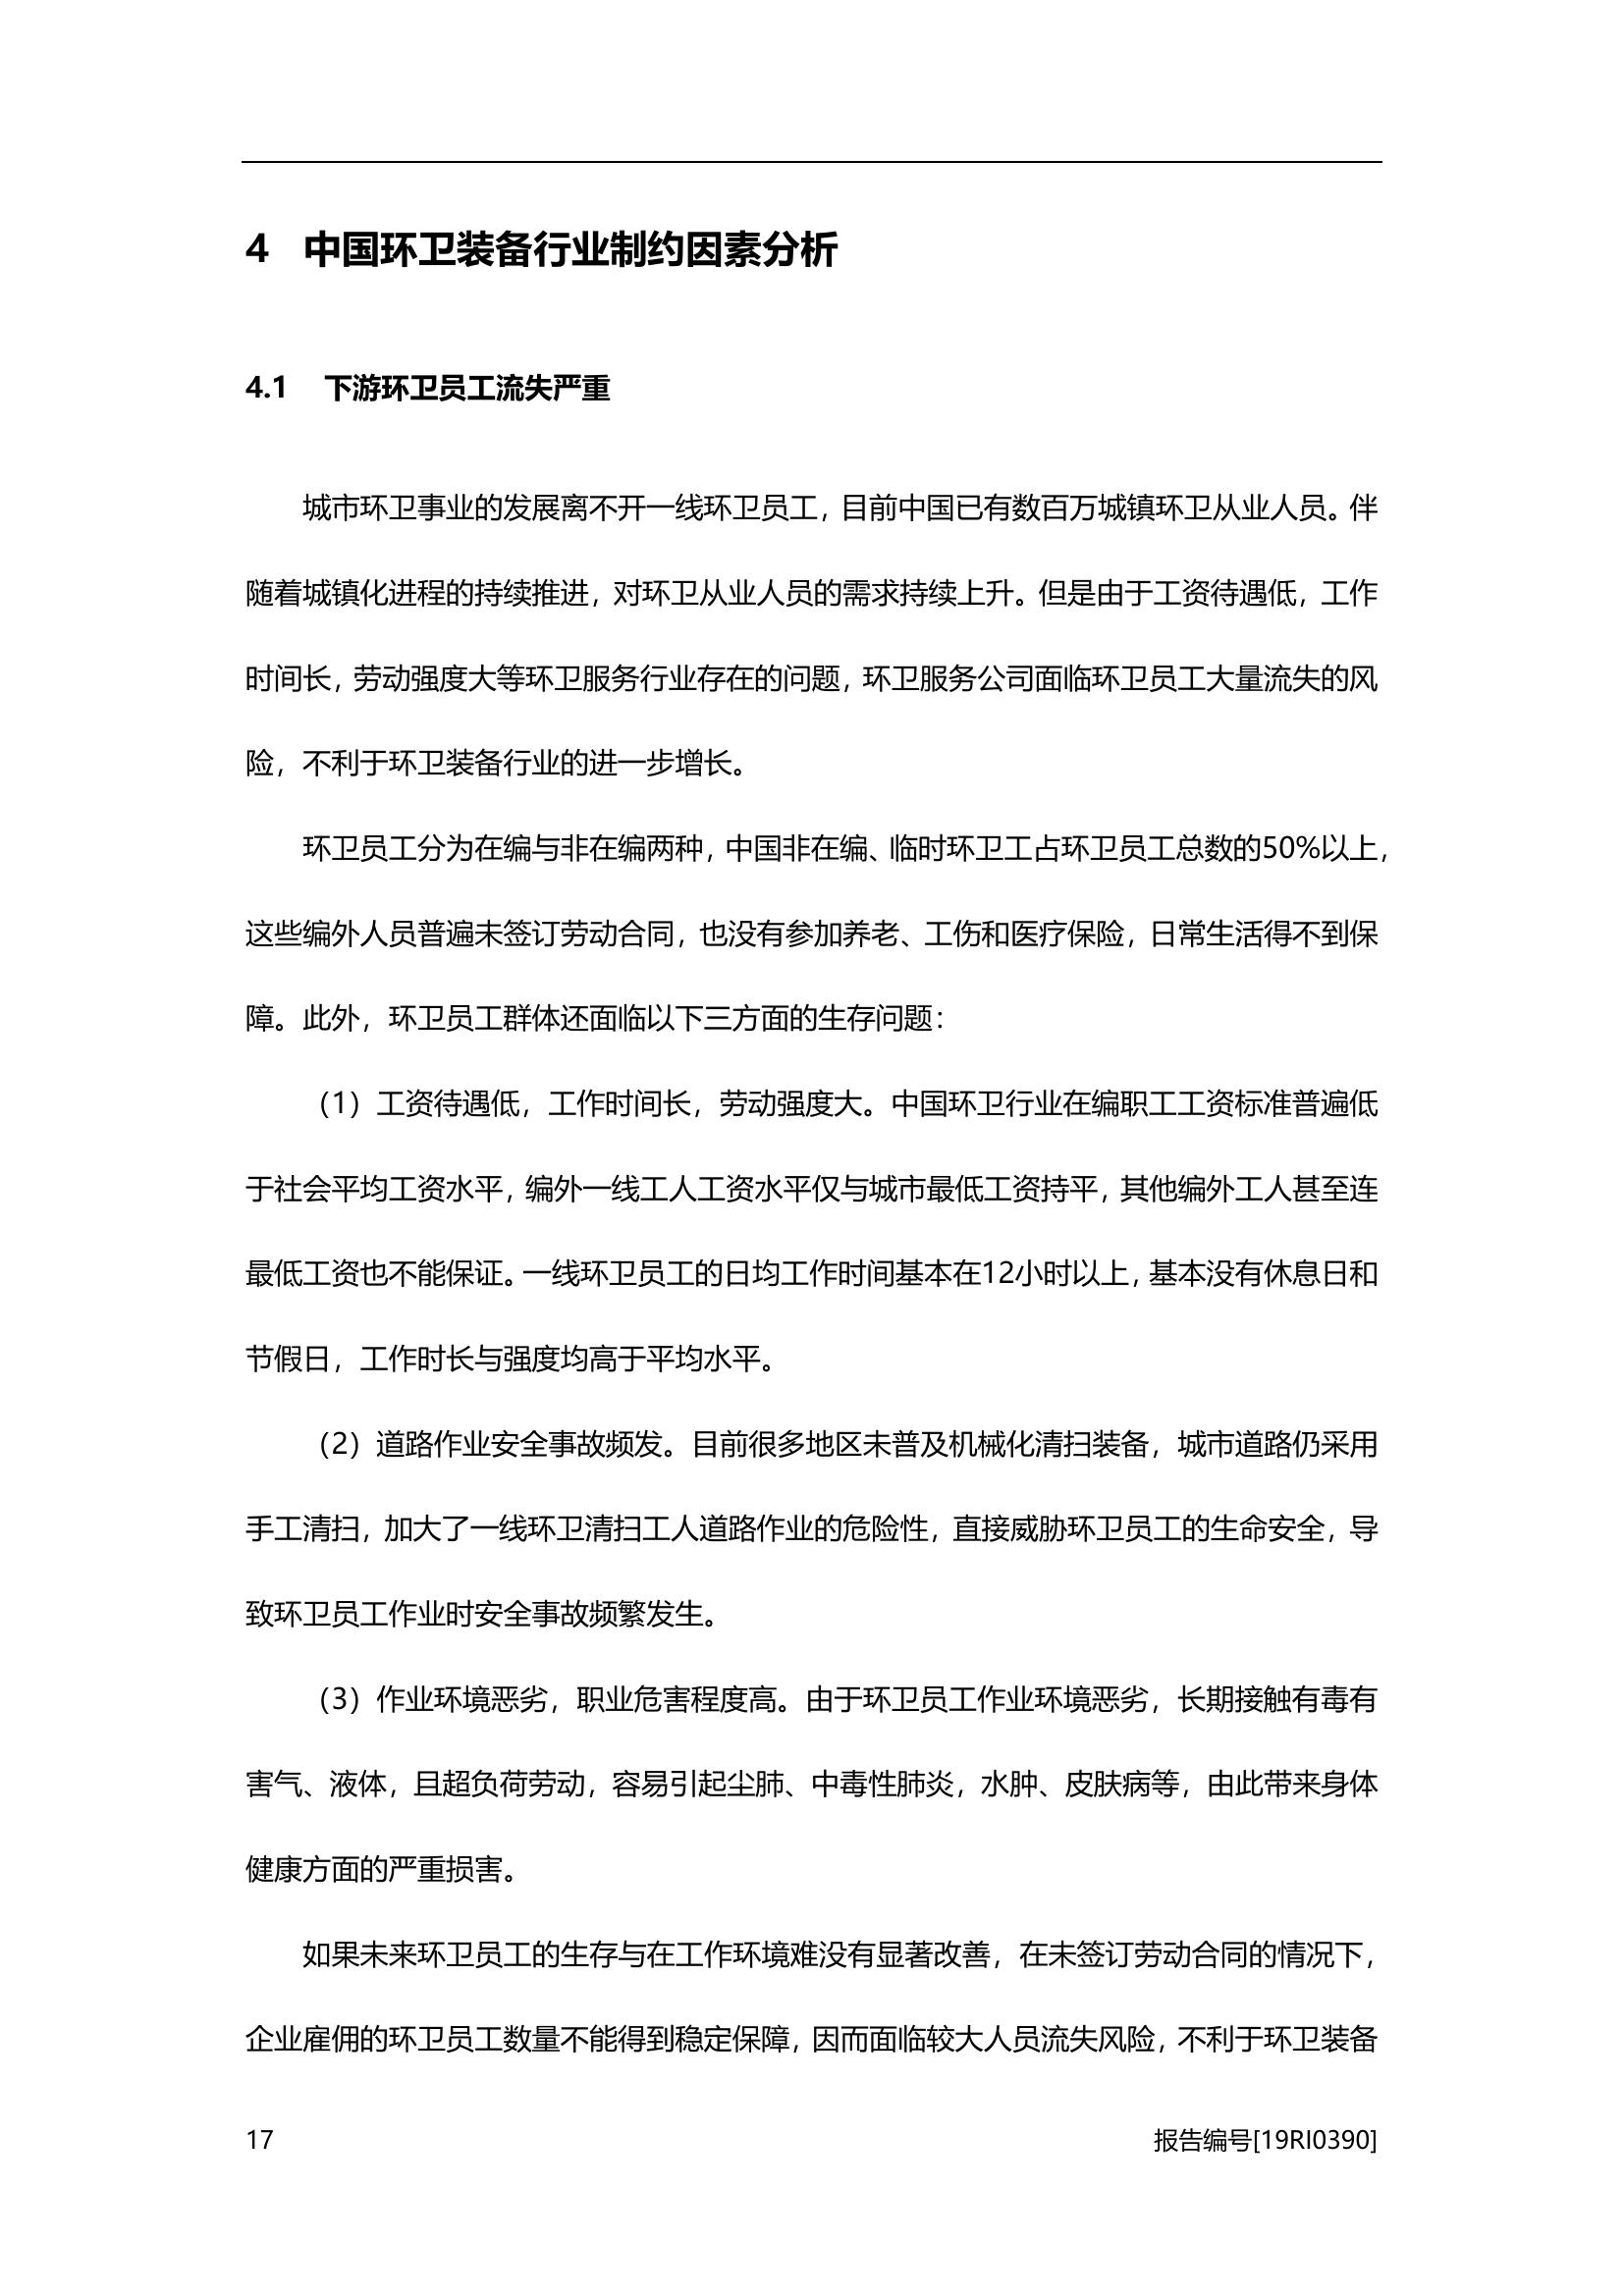 4 中国环卫装备行业制约因素分析
4.1 下游环卫员工流失严重
城市环卫事业的发展离不开一线环卫员工，目前中国已有数百万城镇环卫从业人员。伴
随着城镇化进程的持续推进，对环卫从业人员的需求持续上升。但是由于工资待遇低，工作
时间长，劳动强度大等环卫服务行业存在的问题，环卫服务公司面临环卫员工大量流失的风
险，不利于环卫装备行业的进一步增长。
环卫员工分为在编与非在编两种，中国非在编、临时环卫工占环卫员工总数的50%以上，
这些编外人员普遍未签订劳动合同，也没有参加养老、工伤和医疗保险，日常生活得不到保
障。此外，环卫员工群体还面临以下三方面的生存问题：
（1）工资待遇低，工作时间长，劳动强度大。中国环卫行业在编职工工资标准普遍低
于社会平均工资水平，编外一线工人工资水平仅与城市最低工资持平，其他编外工人甚至连
最低工资也不能保证。一线环卫员工的日均工作时间基本在12小时以上，基本没有休息日和
节假日，工作时长与强度均高于平均水平。
（2）道路作业安全事故频发。目前很多地区未普及机械化清扫装备，城市道路仍采用
手工清扫，加大了一线环卫清扫工人道路作业的危险性，直接威胁环卫员工的生命安全，导
致环卫员工作业时安全事故频繁发生。
（3）作业环境恶劣，职业危害程度高。由于环卫员工作业环境恶劣，长期接触有毒有
害气、液体，且超负荷劳动，容易引起尘肺、中毒性肺炎，水肿、皮肤病等，由此带来身体
健康方面的严重损害。
如果未来环卫员工的生存与在工作环境难没有显著改善，在未签订劳动合同的情况下，
企业雇佣的环卫员工数量不能得到稳定保障，因而面临较大人员流失风险，不利于环卫装备
17 报告编号[19RI0390]